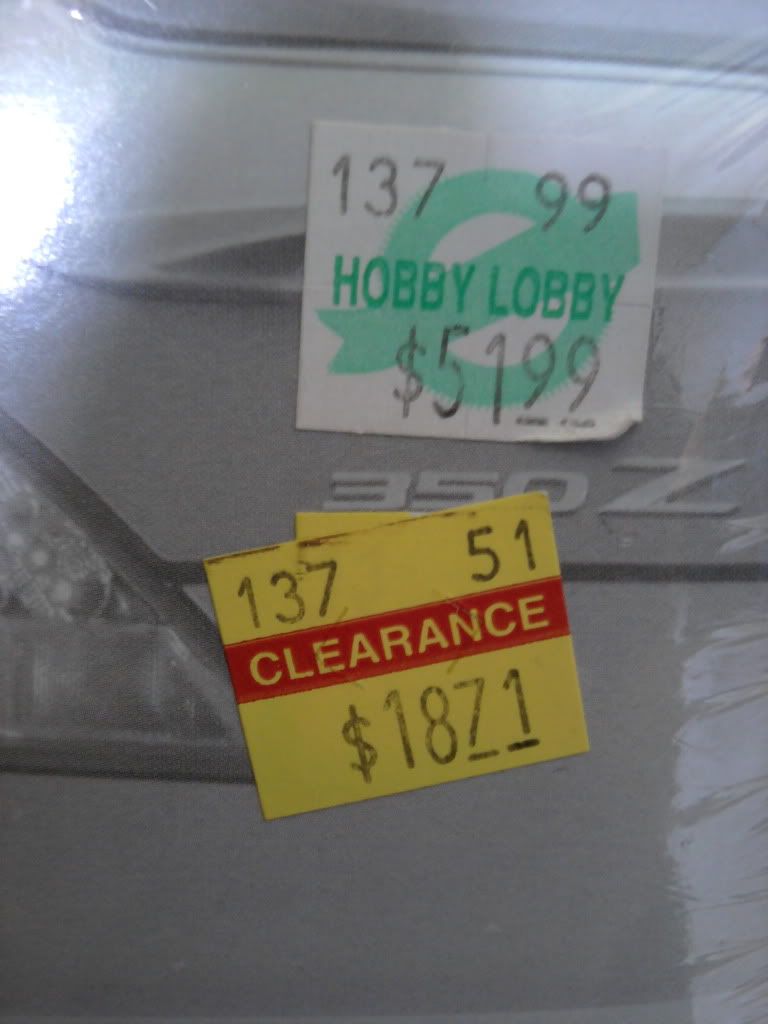 137 99
HOBBY LOBBY
$5199
350Z
137 51
CLEARANCE
$1871